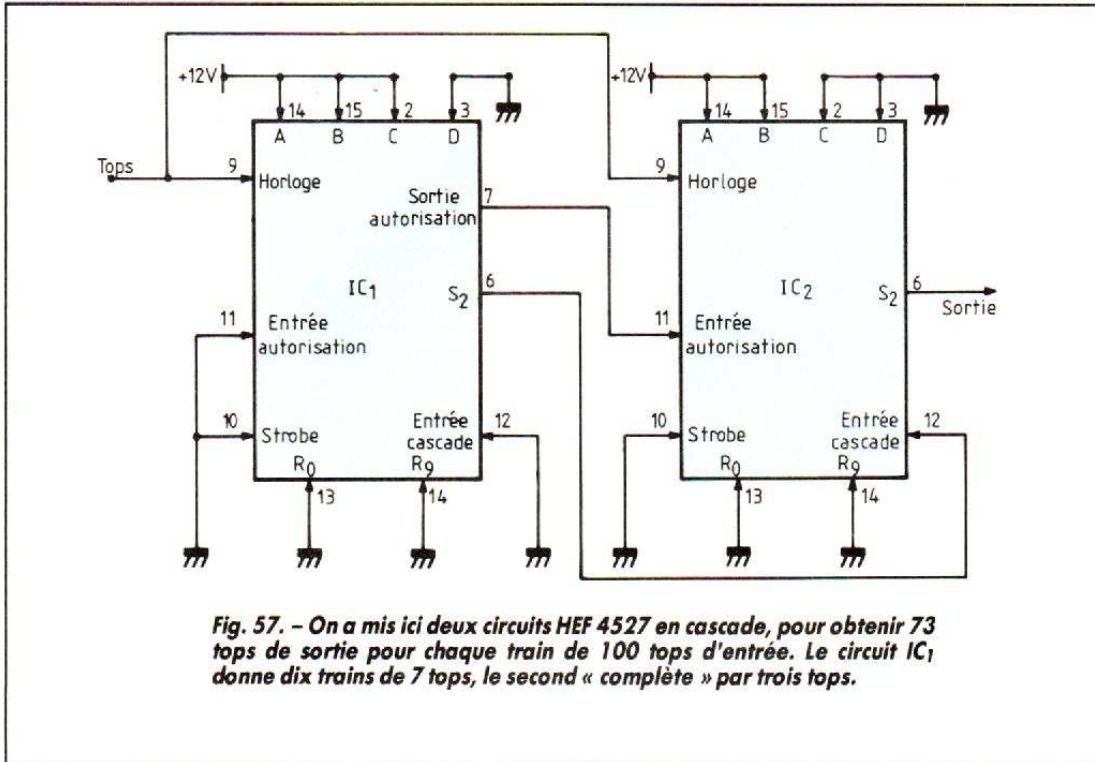 +12V
14
15
2
3
A
B
C
D
Tops
9
Horloge
Sortie
autorisation
7
IC1
S2
6
11
Entrée
autorisation
10
Strobe
Entrée
cascade
12
R0
13
R9
14
+12V
14
15
2
3
A
B
C
D
9
Horloge
IC2
S2
6
Sortie
11
Entrée
autorisation
10
Strobe
Entrée
cascade
12
R0
13
R9
14
Fig. 57. – On a mis ici deux circuits HEF 4527 en cascade, pour obtenir 73
tops de sortie pour chaque train de 100 tops d'entrée. Le circuit IC1
donne dix trains de 7 tops, le second « complète » par trois tops.